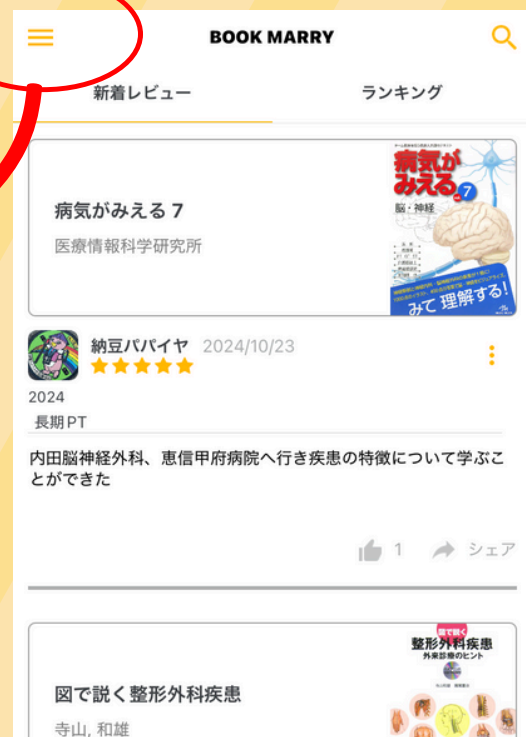 BOOK MARRY
新着レビュー
ランキング
病気がみえる 7
医療情報科学研究所
病気が
みえる
7
脳・神経
みて 理解する!
納豆パパイヤ 2024/10/23
2024
長期PT
内田脳神経外科、恵信甲府病院へ行き疾患の特徴について学ぶこ
とができた
1 シェア
図で説く整形外科疾患
寺山, 和雄
図で説く
整形外科疾患
外来診療のヒント